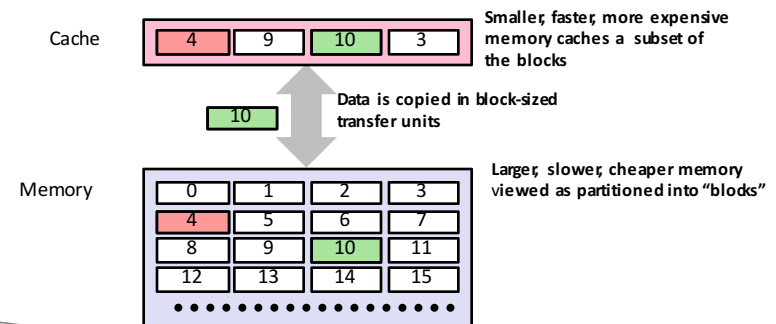 Cache
4 9 10 3
Smaller, faster, more expensive
memory caches a subset of
the blocks
10
Data is copied in block-sized
transfer units
Memory
Larger, slower, cheaper memory
viewed as partitioned into “blocks”
0 1 2 3
4 5 6 7
8 9 10 11
12 13 14 15